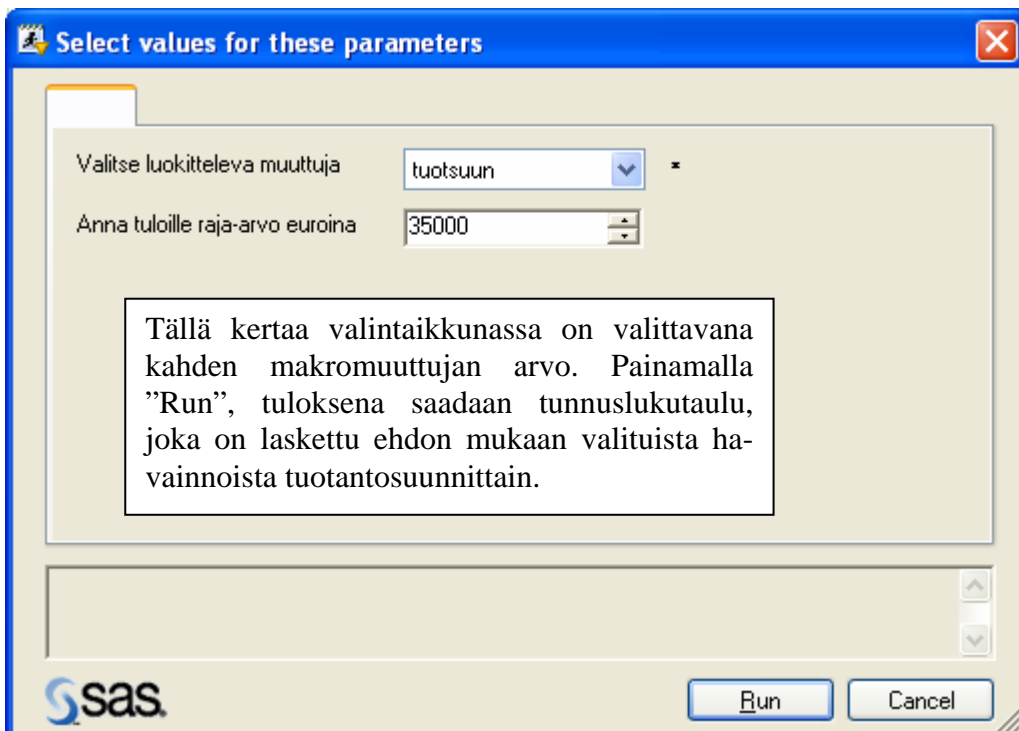 Select values for these parameters
Valitse luokitteleva muuttuja tuotsuun *
Anna tuloille raja-arvo euroina 35000
Tällä kertaa valintaikkunassa on valittavana
kahden makromuuttujan arvo. Painamalla
”Run”, tuloksena saadaan tunnuslukutaulu,
joka on laskettu ehdon mukaan valituista ha-
vainnoista tuotantosuunnittain.
sas. Run Cancel